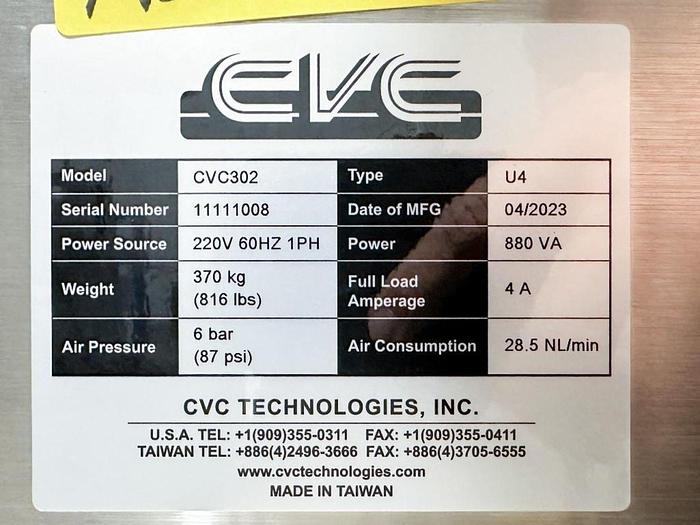 CVC
Model CVC302 Type U4
Serial Number 11111008 Date of MFG 04/2023
Power Source 220V 60HZ 1PH Power 880 VA
Weight 370 kg (816 lbs) Full Load Amperage 4 A
Air Pressure 6 bar (87 psi) Air Consumption 28.5 NL/min
CVC TECHNOLOGIES, INC.
U.S.A. TEL: +1(909)355-0311 FAX: +1(909)355-0411
TAIWAN TEL: +886(4)2496-3666 FAX: +886(4)3705-6555
www.cvctechnologies.com
MADE IN TAIWAN